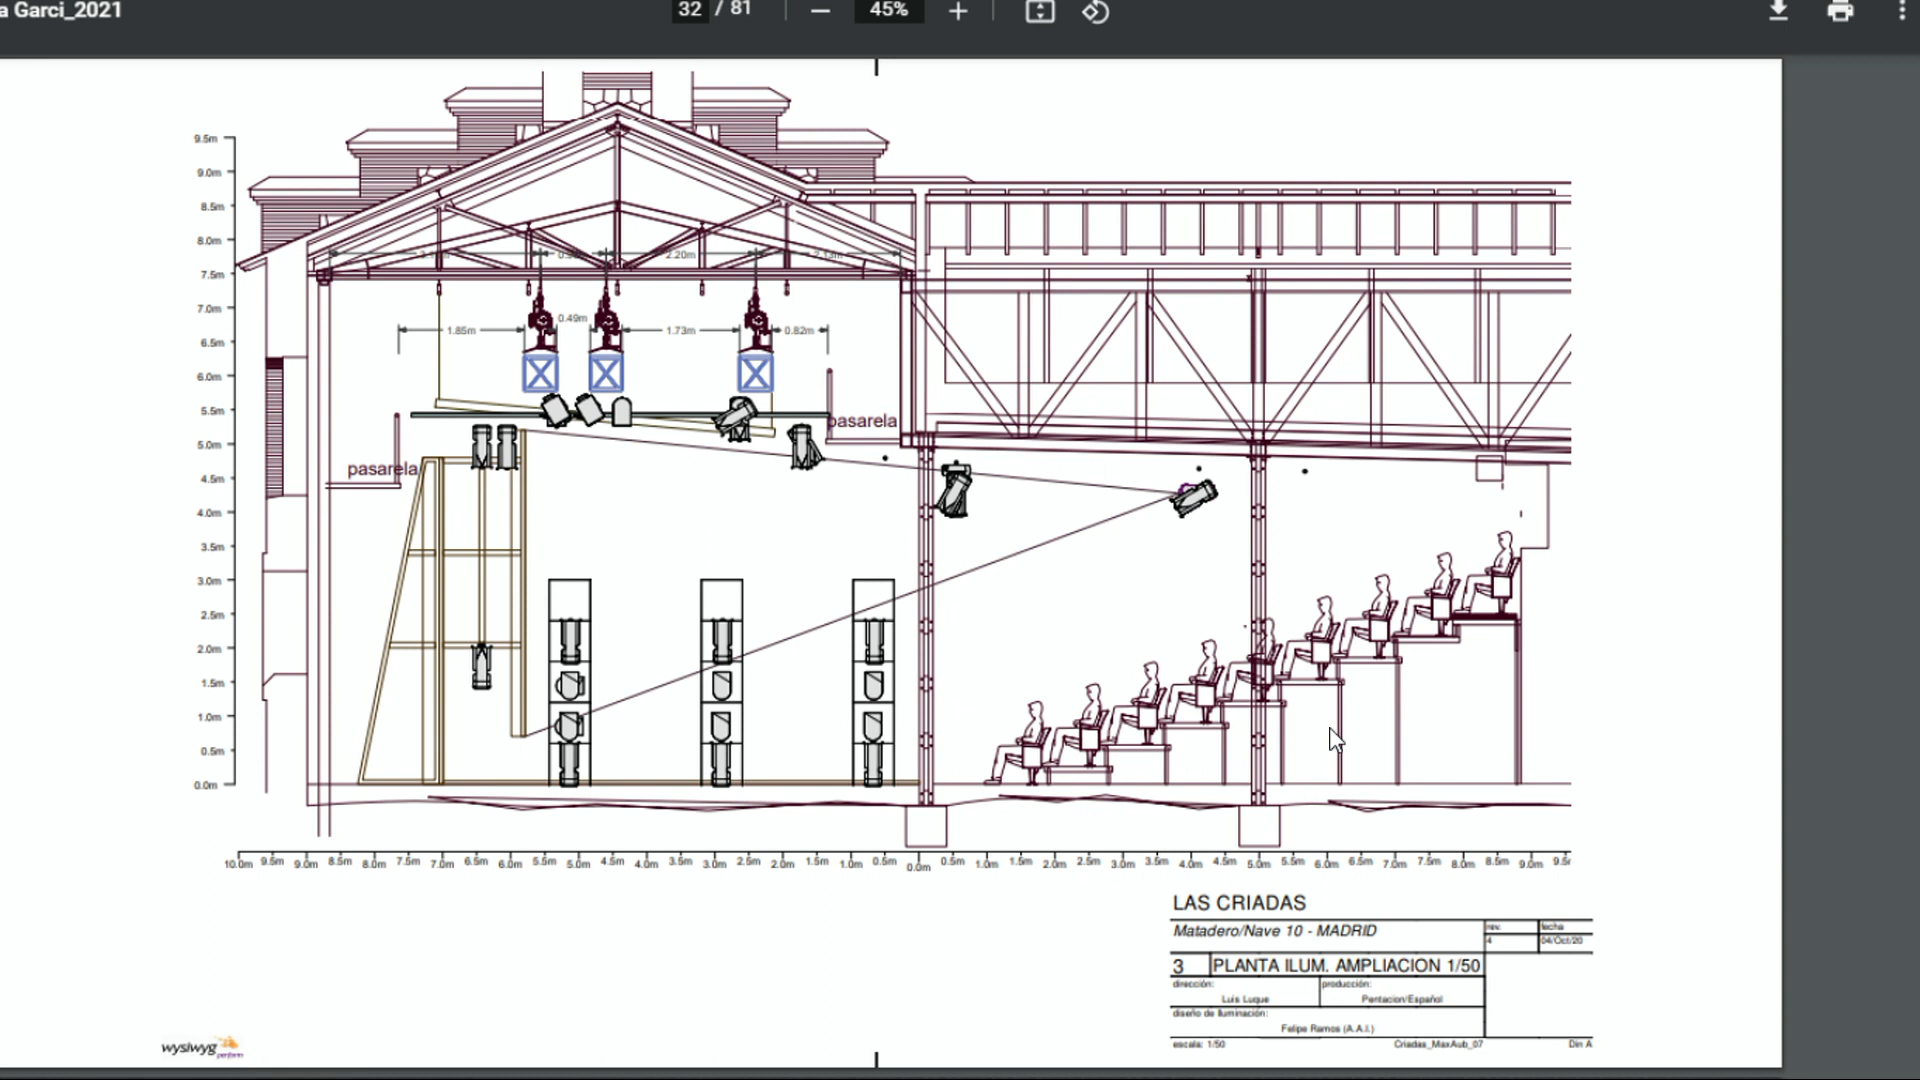 a Garci_2021
32 / 81
45%
9.5m
9.0m
8.5m
8.0m
7.5m
7.0m
6.5m
6.0m
5.5m
5.0m
4.5m
4.0m
3.5m
3.0m
2.5m
2.0m
1.5m
1.0m
0.5m
0.0m
2.20m
2.13m
1.85m
0.49m
1.73m
0.82m
pasarela
pasarela
10.0m 9.5m 9.0m 8.5m 8.0m 7.5m 7.0m 6.5m 6.0m 5.5m 5.0m 4.5m 4.0m 3.5m 3.0m 2.5m 2.0m 1.5m 1.0m 0.5m 0.0m 0.5m 1.0m 1.5m 2.0m 2.5m 3.0m 3.5m 4.0m 4.5m 5.0m 5.5m 6.0m 6.5m 7.0m 7.5m 8.0m 8.5m 9.0m 9.5
LAS CRIADAS
Matadero/Nave 10 - MADRID
rev. fecha
4 04/Oct/20
3 PLANTA ILUM. AMPLIACION 1/50
dirección: producción:
Luis Luque Pentacion/Español
diseño de iluminación:
Felipe Ramos (A.A.I.)
escala: 1/50 Criadas_MaxAub_07 Din A
wysiwyg
perform